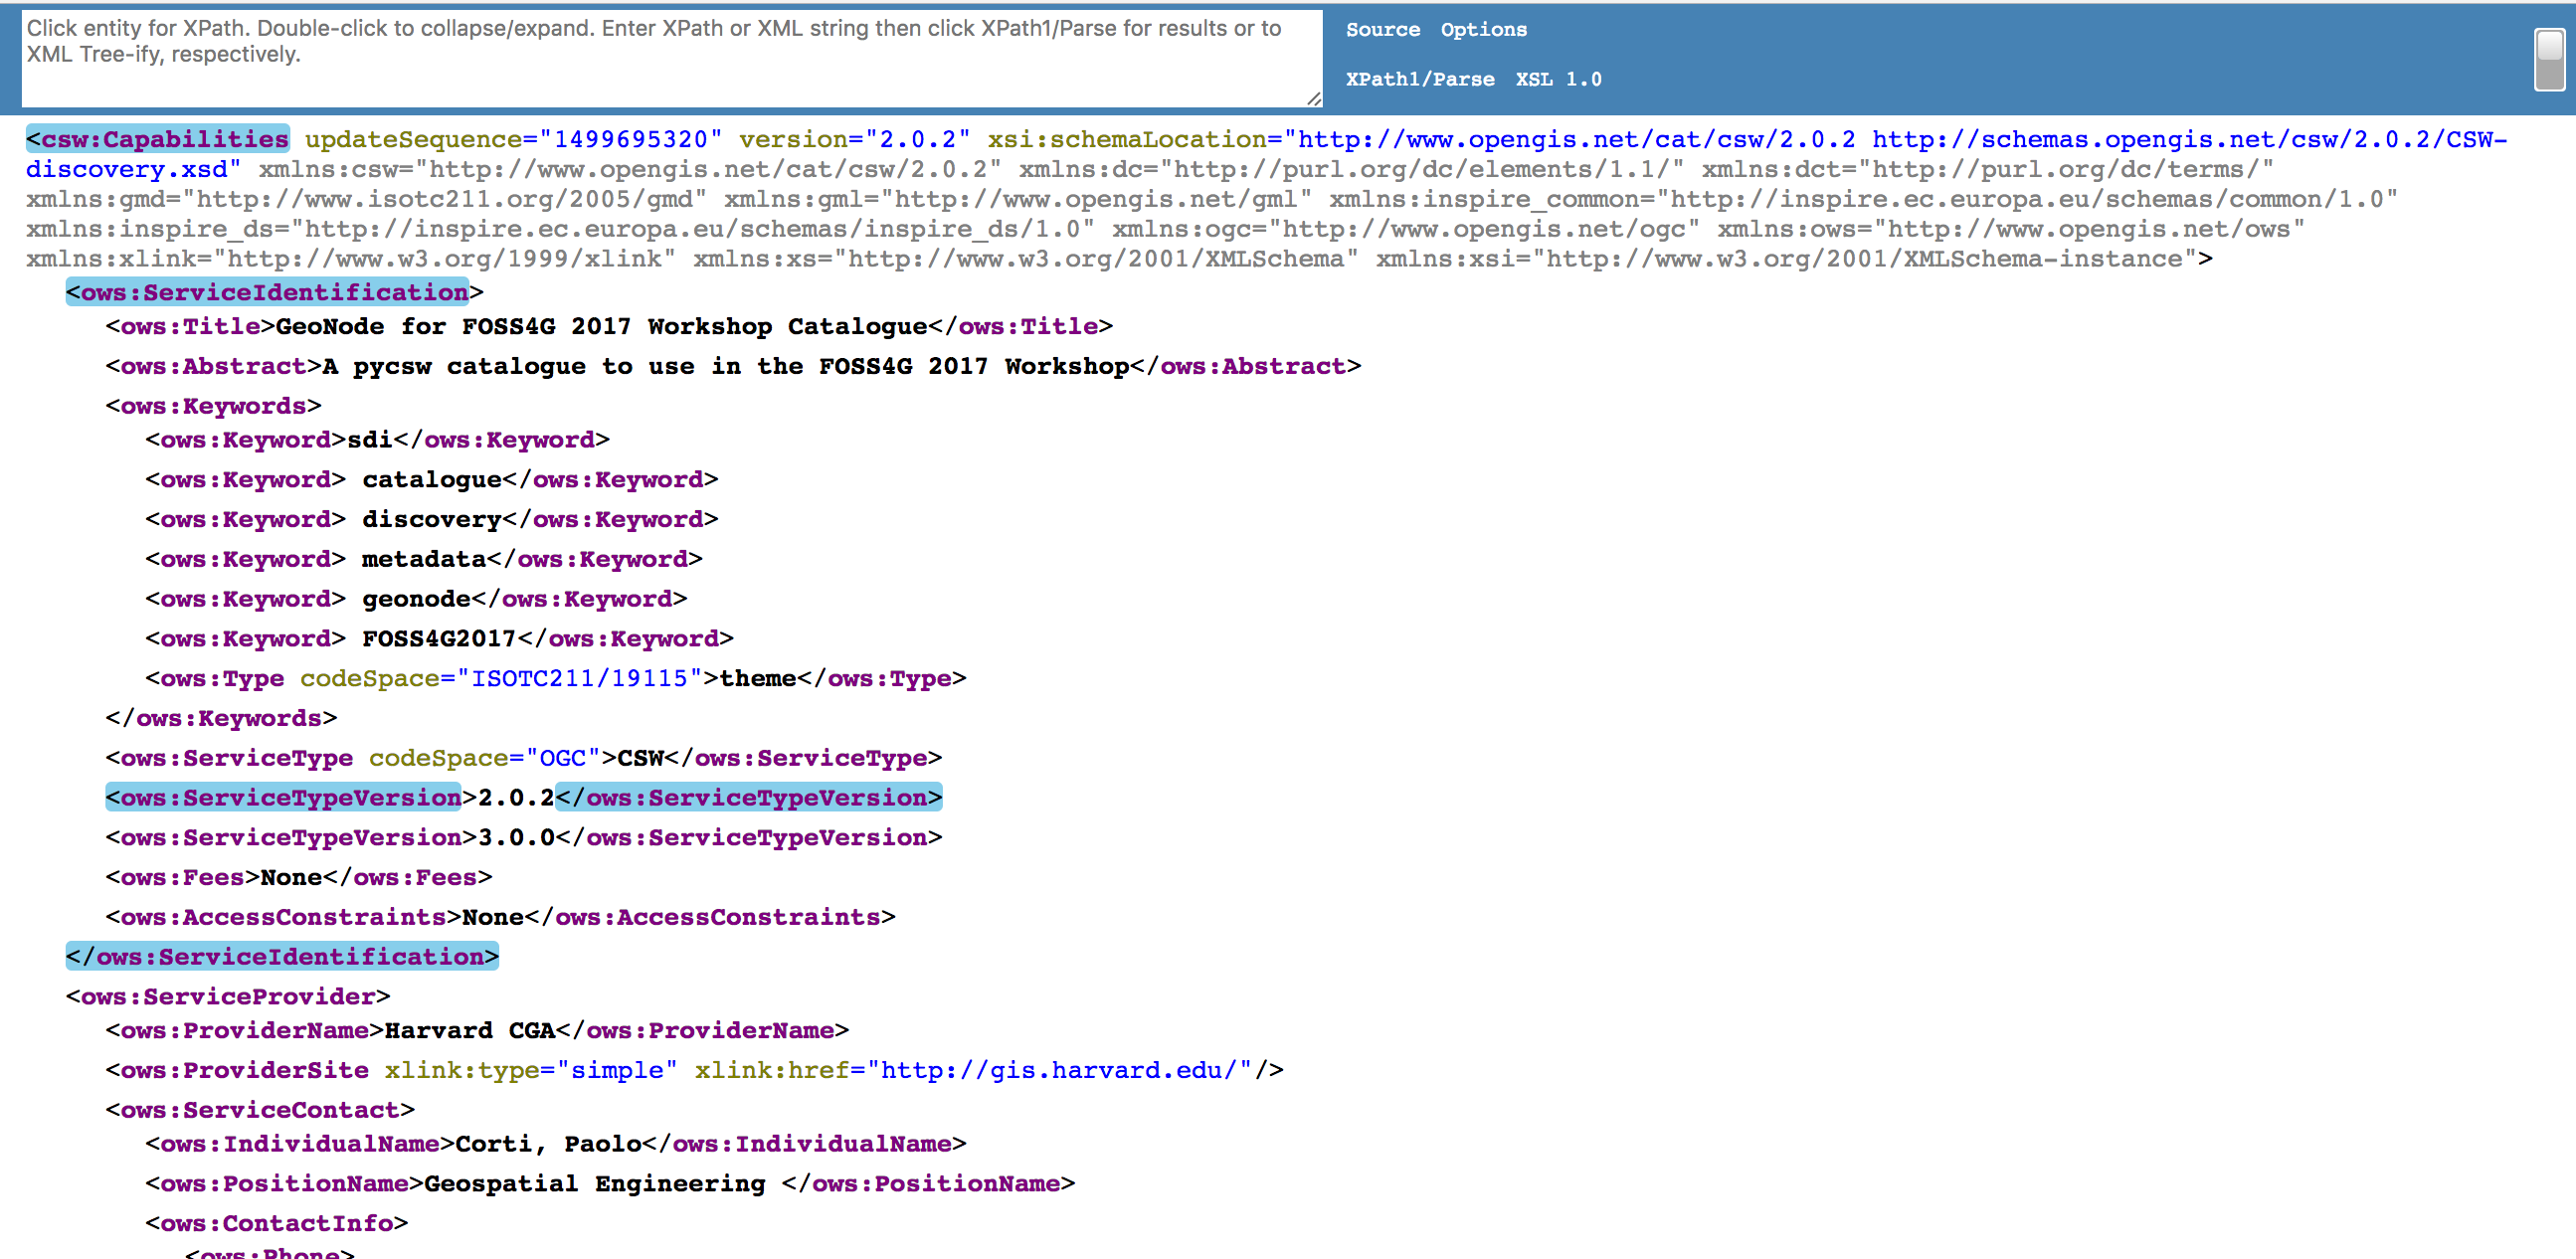 Click entity for XPath. Double-click to collapse/expand. Enter XPath or XML string then click XPath1/Parse for results or to
XML Tree-ify, respectively.
Source Options
XPath1/Parse XSL 1.0
<csw:Capabilities updateSequence="1499695320" version="2.0.2" xsi:schemaLocation="http://www.opengis.net/cat/csw/2.0.2 http://schemas.opengis.net/csw/2.0.2/CSW-
discovery.xsd" xmlns:csw="http://www.opengis.net/cat/csw/2.0.2" xmlns:dc="http://purl.org/dc/elements/1.1/" xmlns:dct="http://purl.org/dc/terms/"
xmlns:gmd="http://www.isotc211.org/2005/gmd" xmlns:gml="http://www.opengis.net/gml" xmlns:inspire_common="http://inspire.ec.europa.eu/schemas/common/1.0"
xmlns:inspire_ds="http://inspire.ec.europa.eu/schemas/inspire_ds/1.0" xmlns:ogc="http://www.opengis.net/ogc" xmlns:ows="http://www.opengis.net/ows"
xmlns:xlink="http://www.w3.org/1999/xlink" xmlns:xs="http://www.w3.org/2001/XMLSchema" xmlns:xsi="http://www.w3.org/2001/XMLSchema-instance">
<ows:ServiceIdentification>
<ows:Title>GeoNode for FOSS4G 2017 Workshop Catalogue</ows:Title>
<ows:Abstract>A pycsw catalogue to use in the FOSS4G 2017 Workshop</ows:Abstract>
<ows:Keywords>
<ows:Keyword>sdi</ows:Keyword>
<ows:Keyword> catalogue</ows:Keyword>
<ows:Keyword> discovery</ows:Keyword>
<ows:Keyword> metadata</ows:Keyword>
<ows:Keyword> geonode</ows:Keyword>
<ows:Keyword> FOSS4G2017</ows:Keyword>
<ows:Type codeSpace="ISOTC211/19115">theme</ows:Type>
</ows:Keywords>
<ows:ServiceType codeSpace="OGC">CSW</ows:ServiceType>
<ows:ServiceTypeVersion>2.0.2</ows:ServiceTypeVersion>
<ows:ServiceTypeVersion>3.0.0</ows:ServiceTypeVersion>
<ows:Fees>None</ows:Fees>
<ows:AccessConstraints>None</ows:AccessConstraints>
</ows:ServiceIdentification>
<ows:ServiceProvider>
<ows:ProviderName>Harvard CGA</ows:ProviderName>
<ows:ProviderSite xlink:type="simple" xlink:href="http://gis.harvard.edu/"/>
<ows:ServiceContact>
<ows:IndividualName>Corti, Paolo</ows:IndividualName>
<ows:PositionName>Geospatial Engineering </ows:PositionName>
<ows:ContactInfo>
<ows:Phone>